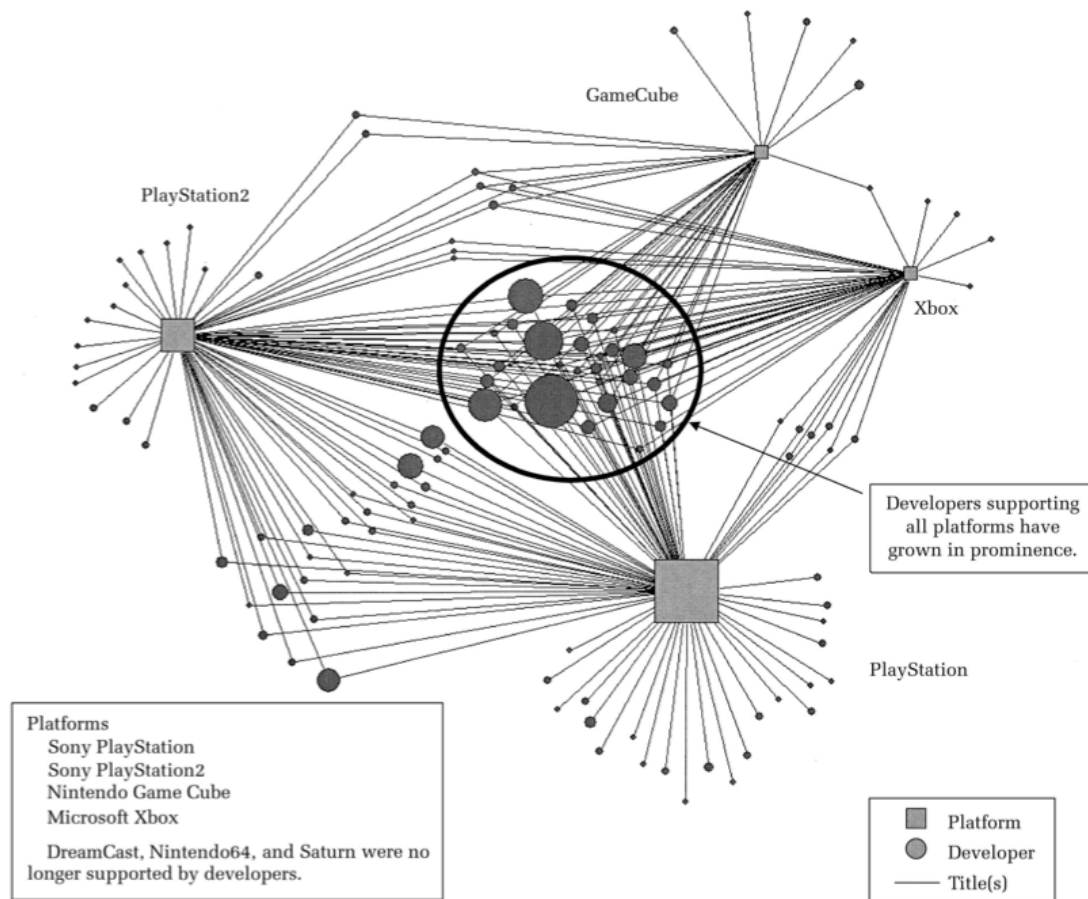 GameCube
PlayStation2
Xbox
Developers supporting
all platforms have
grown in prominence.
PlayStation
Platforms
Sony PlayStation
Sony PlayStation2
Nintendo Game Cube
Microsoft Xbox
DreamCast, Nintendo64, and Saturn were no
longer supported by developers.
Platform
Developer
Title(s)